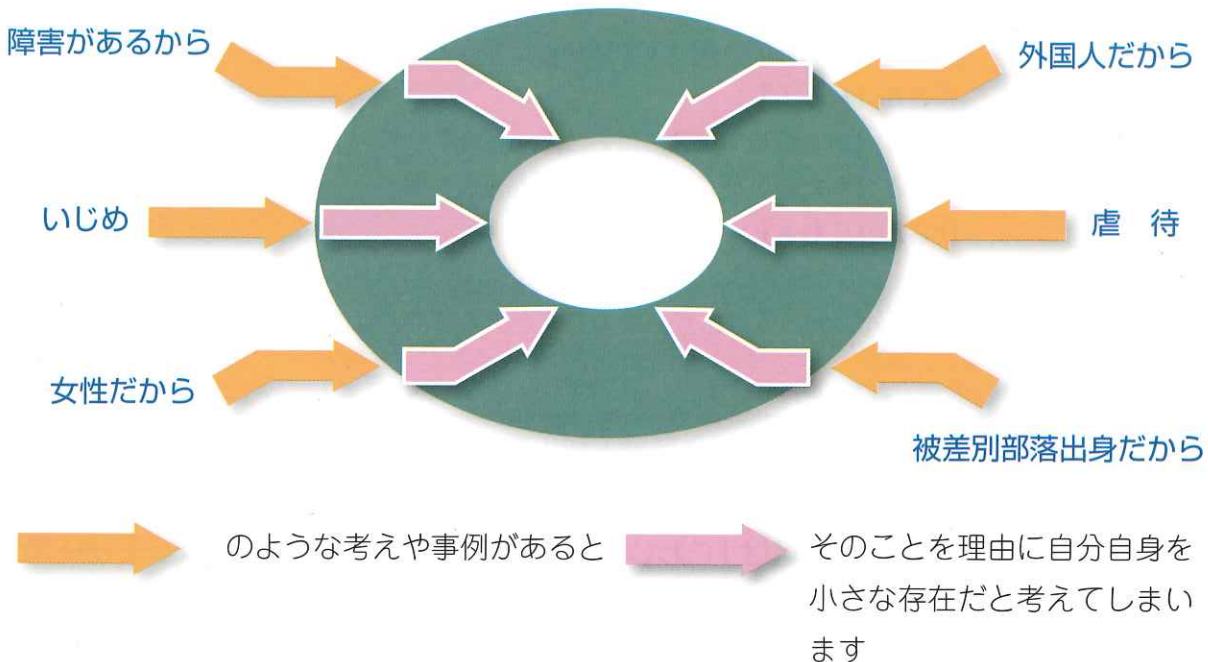 障害があるから
外国人だから
いじめ
虐 待
女性だから
被差別部落出身だから
のような考えや事例があると
そのことを理由に自分自身を
小さな存在だと考えてしまい
ます